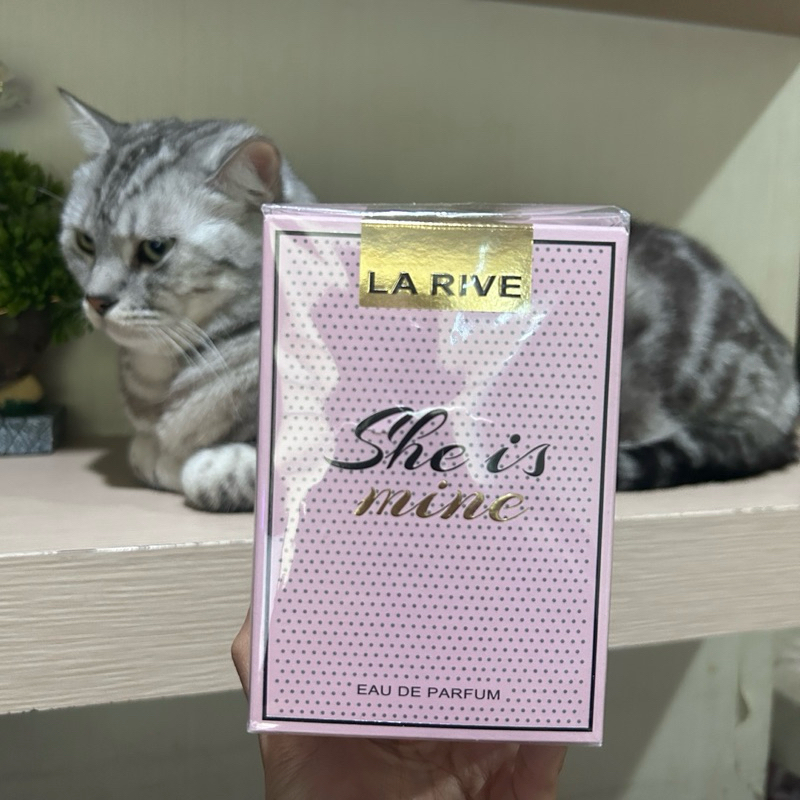 LA RIVE
She is
mine
EAU DE PARFUM